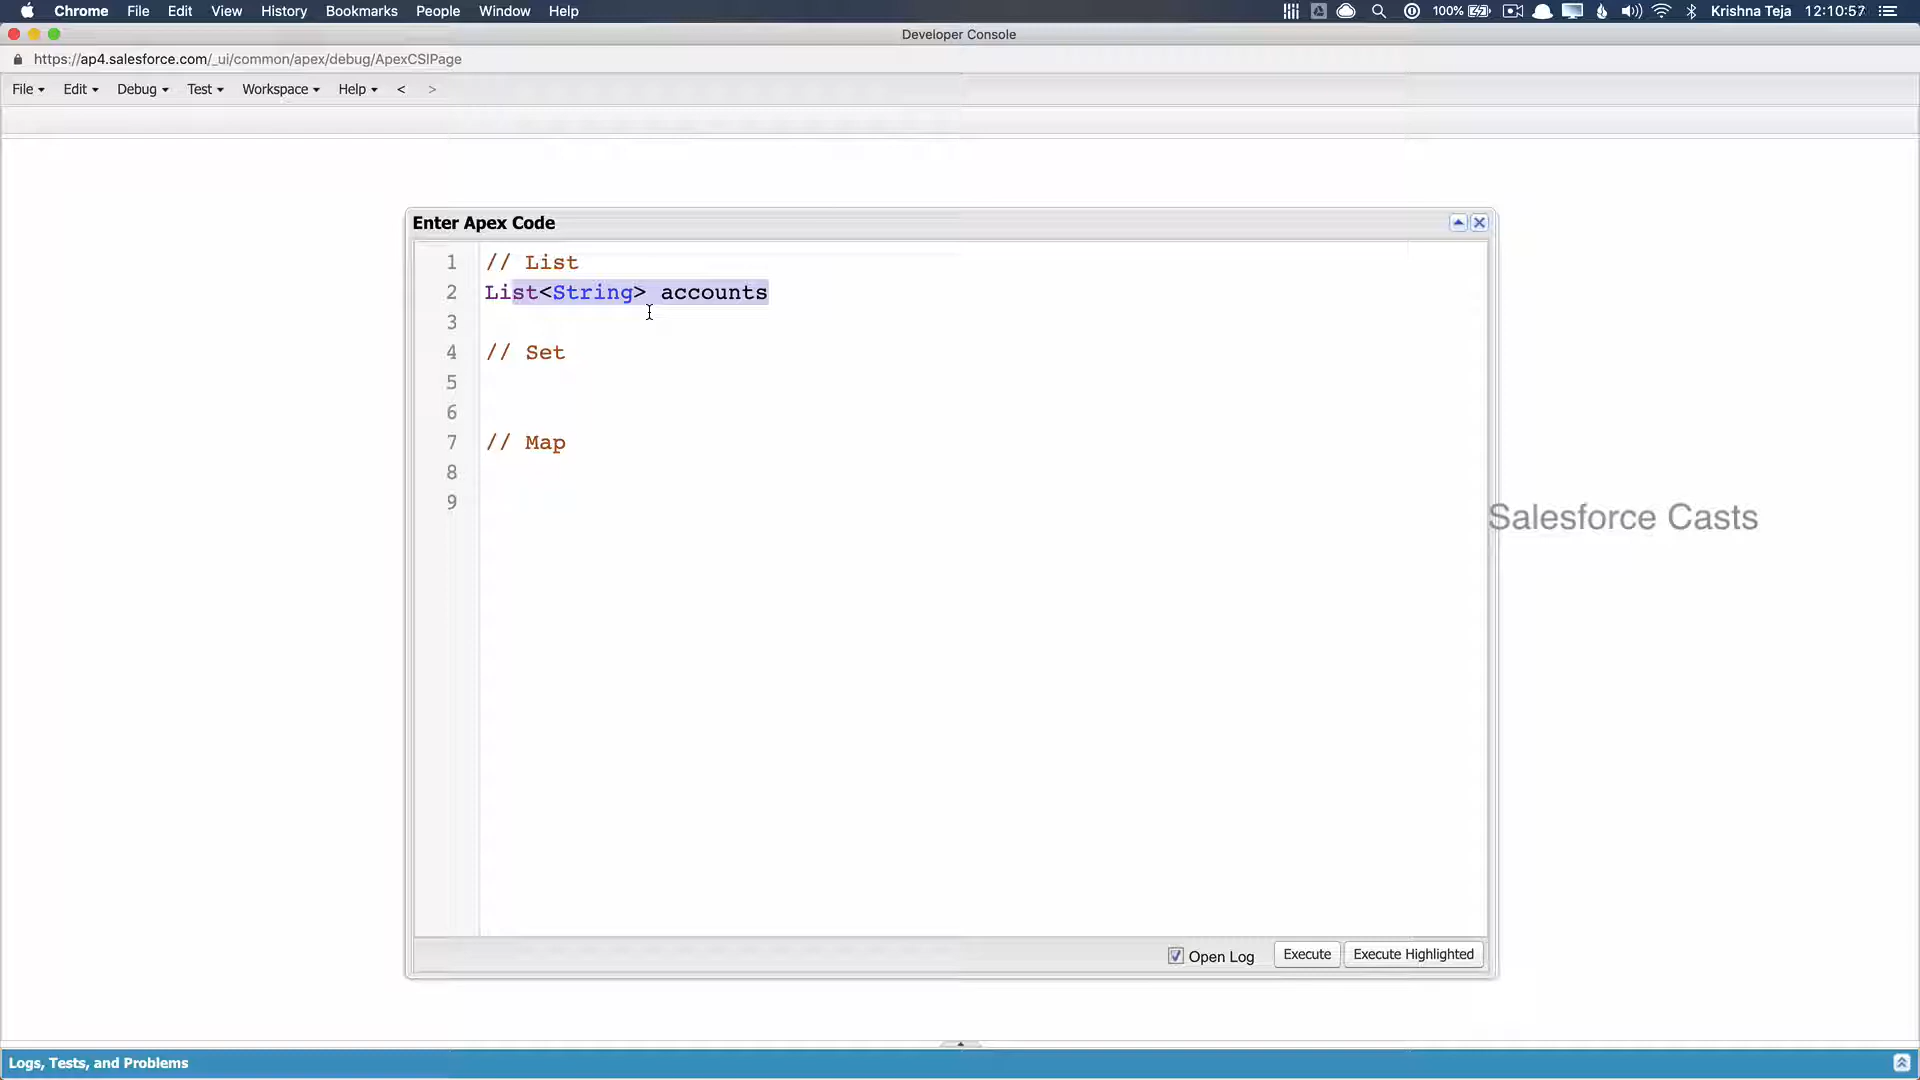 Chrome File Edit View History Bookmarks People Window Help 100% Krishna Teja 12:10:57
Developer Console
https://ap4.salesforce.com/_ui/common/apex/debug/ApexCSIPage
File Edit Debug Test Workspace Help < >
Enter Apex Code
1 // List
2 List<String> accounts
3
4 // Set
5
6
7 // Map
8
9
Salesforce Casts
Open Log Execute Execute Highlighted
Logs, Tests, and Problems